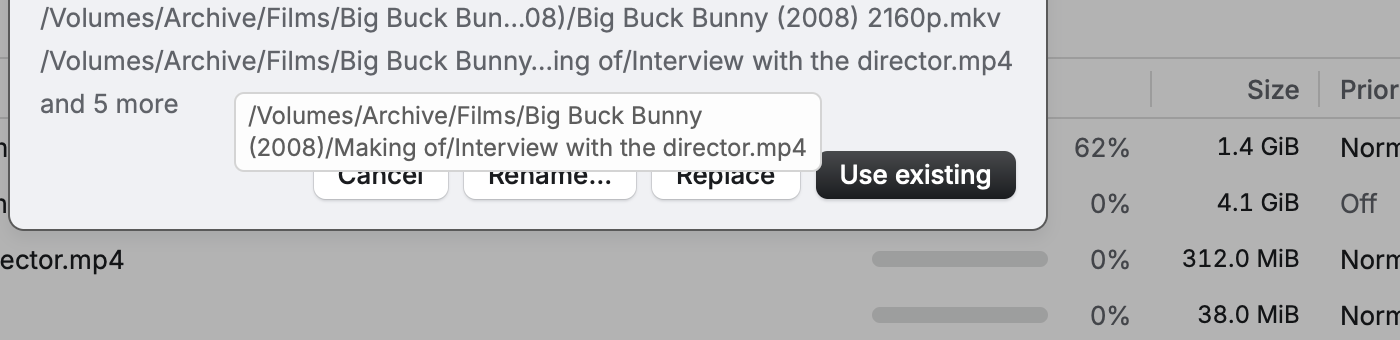 /Volumes/Archive/Films/Big Buck Bun...08)/Big Buck Bunny (2008) 2160p.mkv
/Volumes/Archive/Films/Big Buck Bunny...ing of/Interview with the director.mp4
and 5 more
/Volumes/Archive/Films/Big Buck Bunny
(2008)/Making of/Interview with the director.mp4
Cancel Rename... Replace Use existing
Size
62% 1.4 GiB
0% 4.1 GiB Off
ector.mp4 0% 312.0 MiB
0% 38.0 MiB